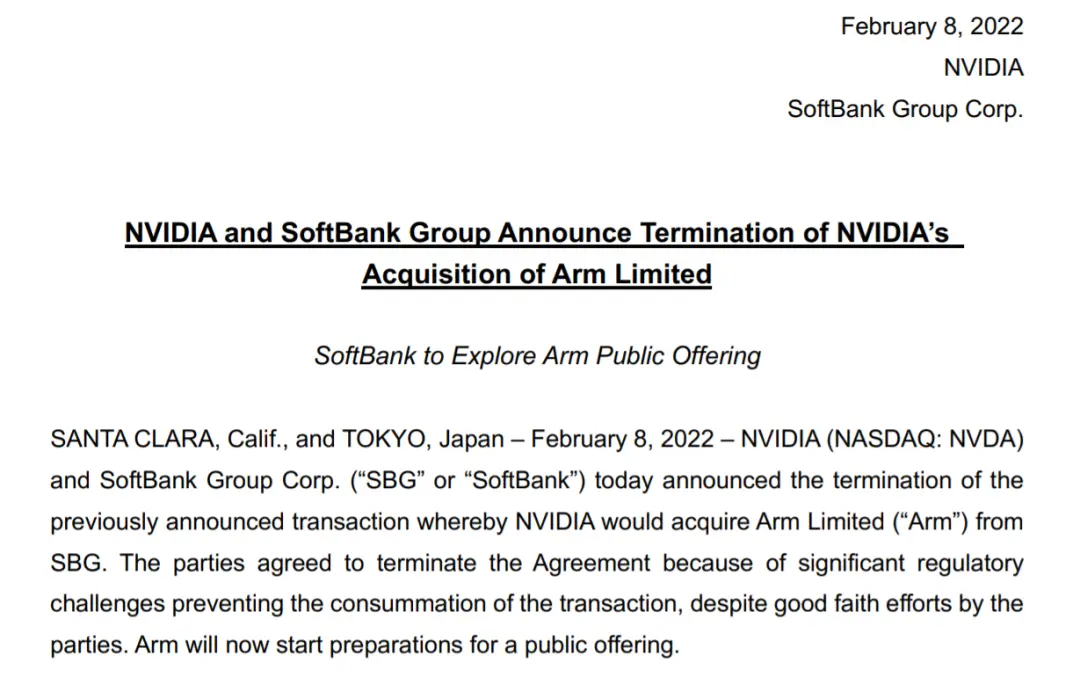 February 8, 2022
NVIDIA
SoftBank Group Corp.
NVIDIA and SoftBank Group Announce Termination of NVIDIA’s
Acquisition of Arm Limited
SoftBank to Explore Arm Public Offering
SANTA CLARA, Calif., and TOKYO, Japan – February 8, 2022 – NVIDIA (NASDAQ: NVDA)
and SoftBank Group Corp. (“SBG” or “SoftBank”) today announced the termination of the
previously announced transaction whereby NVIDIA would acquire Arm Limited (“Arm”) from
SBG. The parties agreed to terminate the Agreement because of significant regulatory
challenges preventing the consummation of the transaction, despite good faith efforts by the
parties. Arm will now start preparations for a public offering.